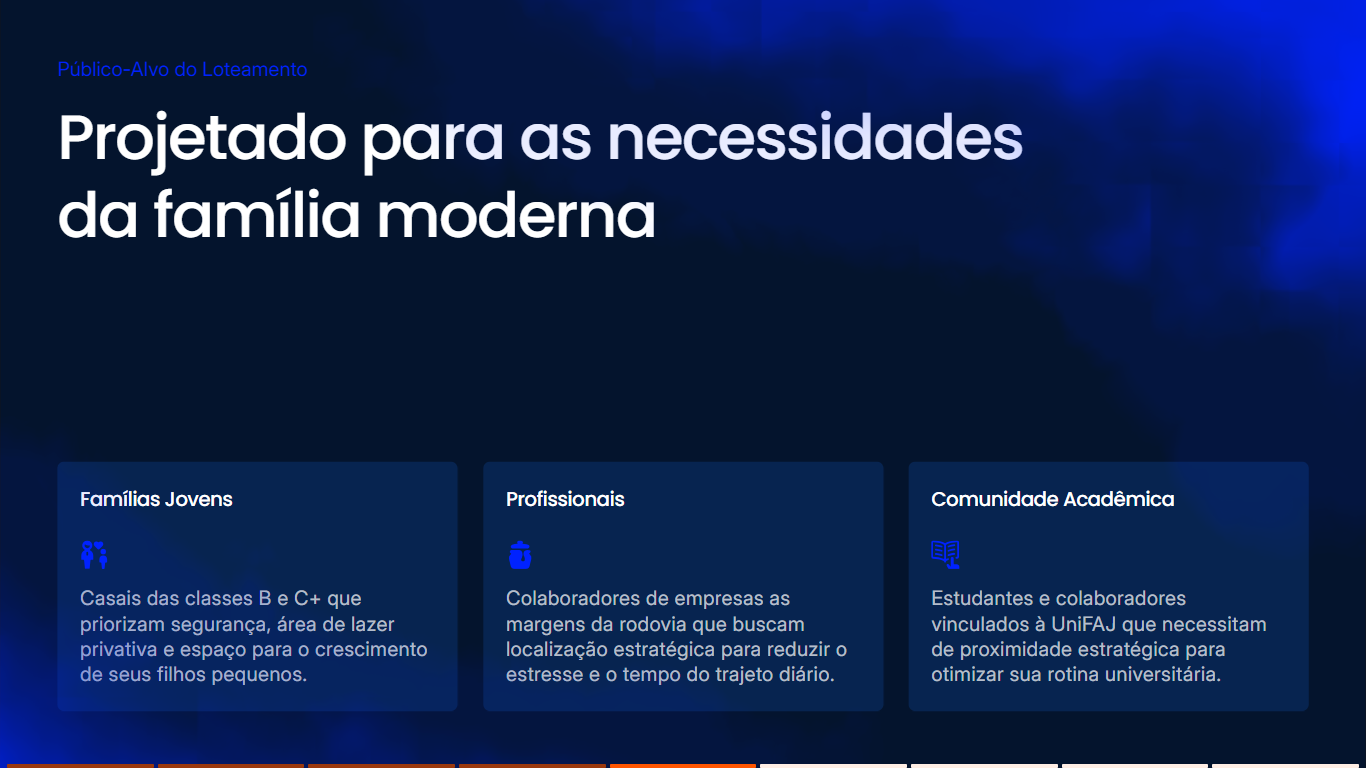 Público-Alvo do Loteamento
Projetado para as necessidades
da família moderna
Famílias Jovens
Casais das classes B e C+ que
priorizam segurança, área de lazer
privativa e espaço para o crescimento
de seus filhos pequenos.
Profissionais
Colaboradores de empresas as
margens da rodovia que buscam
localização estratégica para reduzir o
estresse e o tempo do trajeto diário.
Comunidade Acadêmica
Estudantes e colaboradores
vinculados à UniFAJ que necessitam
de proximidade estratégica para
otimizar sua rotina universitária.